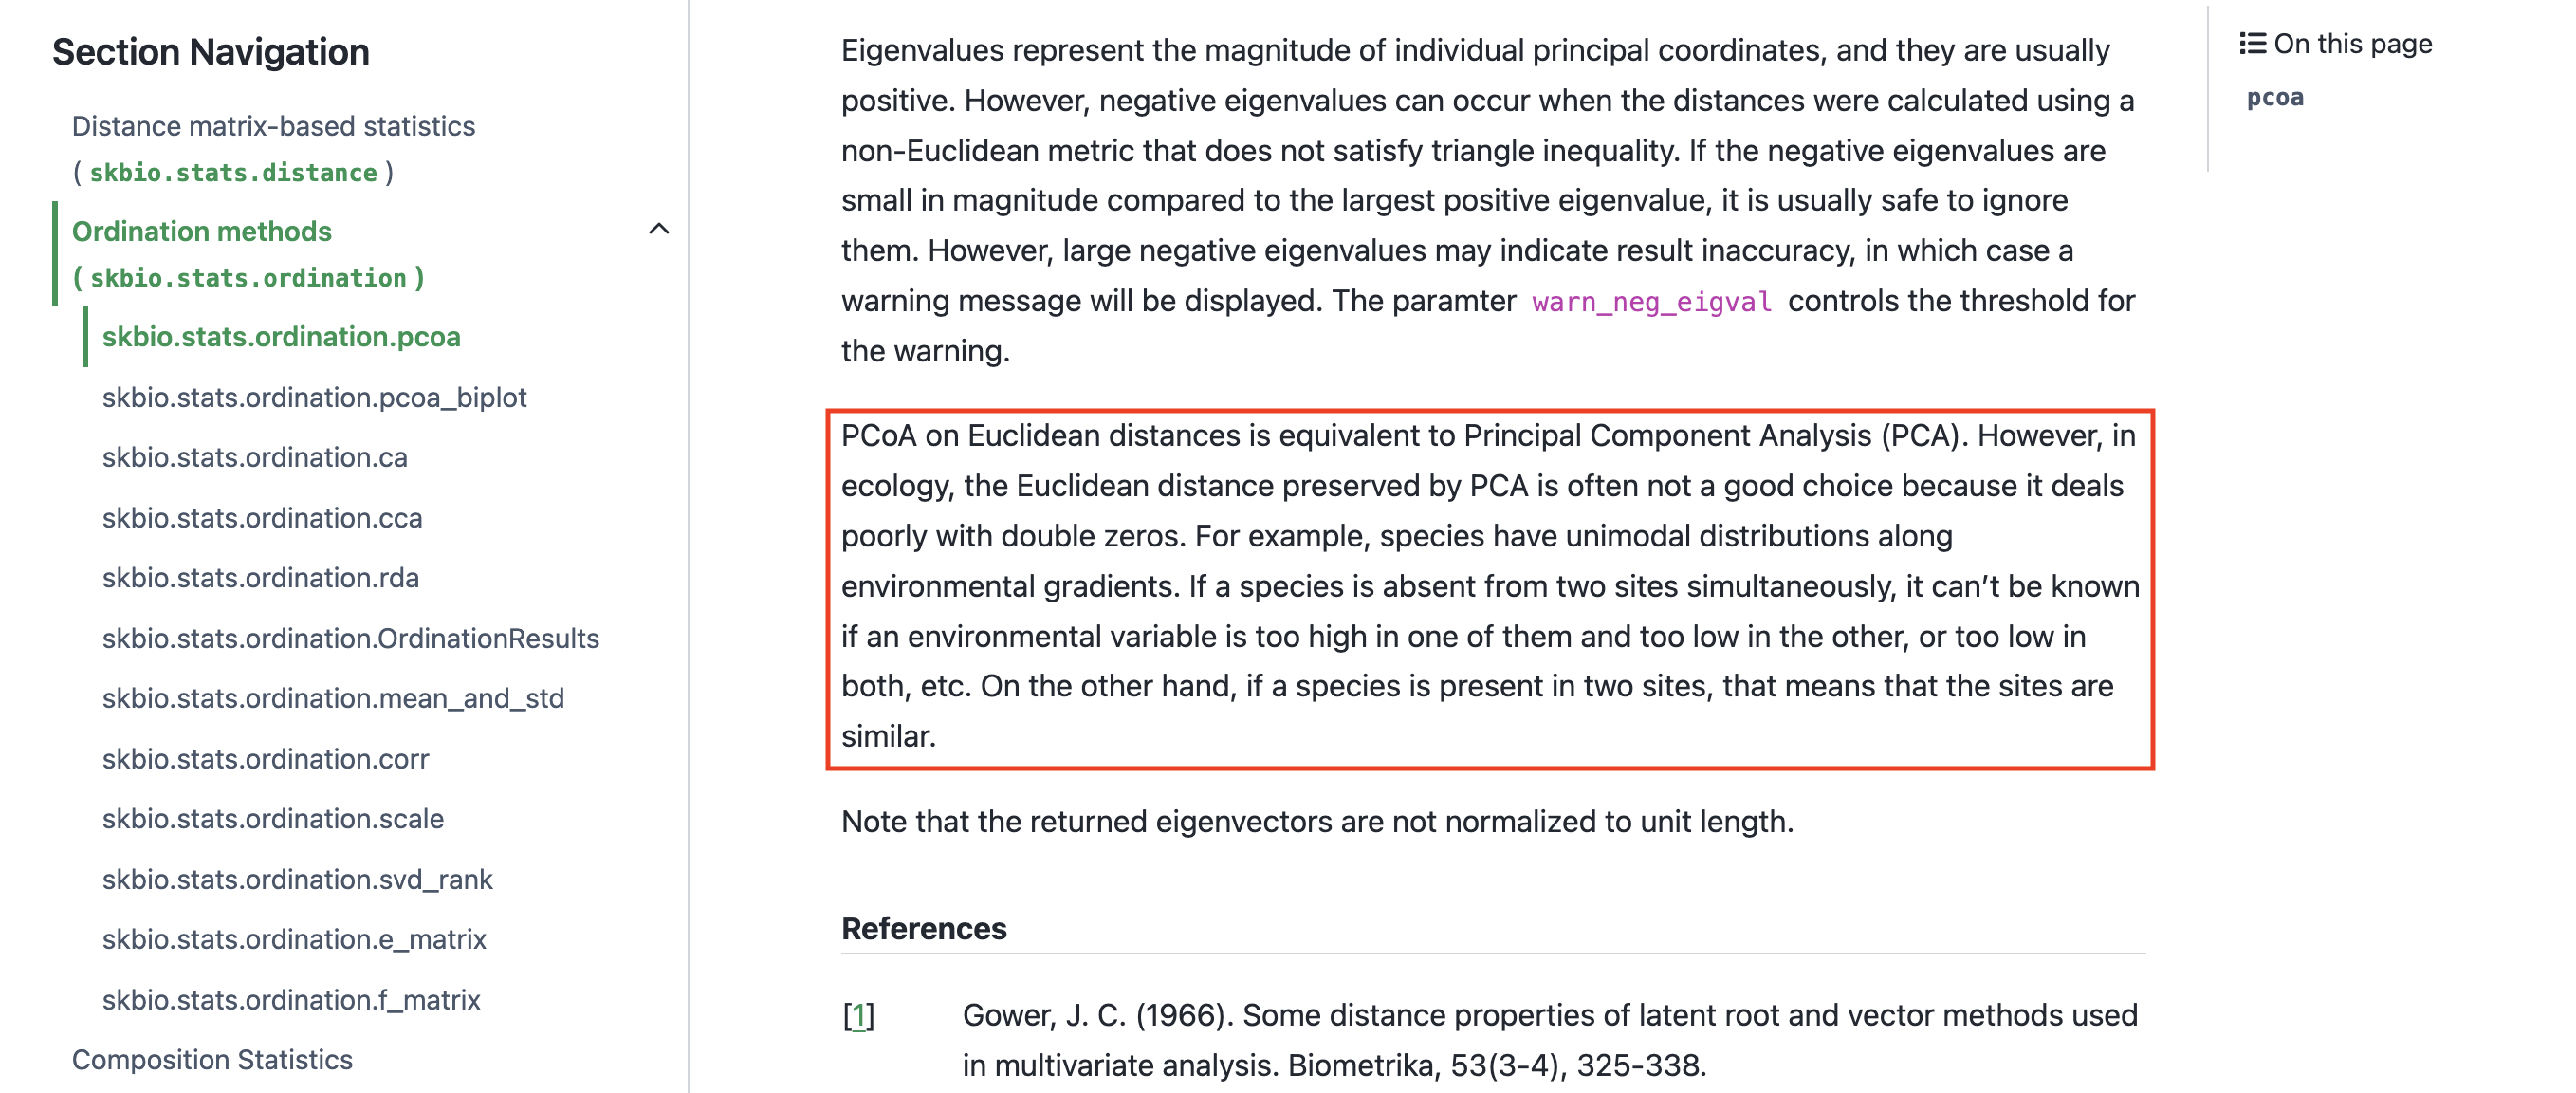 Section Navigation
Distance matrix-based statistics
( skbio.stats.distance )
Ordination methods
( skbio.stats.ordination )
skbio.stats.ordination.pcoa
skbio.stats.ordination.pcoa_biplot
skbio.stats.ordination.ca
skbio.stats.ordination.cca
skbio.stats.ordination.rda
skbio.stats.ordination.OrdinationResults
skbio.stats.ordination.mean_and_std
skbio.stats.ordination.corr
skbio.stats.ordination.scale
skbio.stats.ordination.svd_rank
skbio.stats.ordination.e_matrix
skbio.stats.ordination.f_matrix
Composition Statistics
Eigenvalues represent the magnitude of individual principal coordinates, and they are usually
positive. However, negative eigenvalues can occur when the distances were calculated using a
non-Euclidean metric that does not satisfy triangle inequality. If the negative eigenvalues are
small in magnitude compared to the largest positive eigenvalue, it is usually safe to ignore
them. However, large negative eigenvalues may indicate result inaccuracy, in which case a
warning message will be displayed. The paramter warn_neg_eigval controls the threshold for
the warning.
PCoA on Euclidean distances is equivalent to Principal Component Analysis (PCA). However, in
ecology, the Euclidean distance preserved by PCA is often not a good choice because it deals
poorly with double zeros. For example, species have unimodal distributions along
environmental gradients. If a species is absent from two sites simultaneously, it can’t be known
if an environmental variable is too high in one of them and too low in the other, or too low in
both, etc. On the other hand, if a species is present in two sites, that means that the sites are
similar.
Note that the returned eigenvectors are not normalized to unit length.
References
[1] Gower, J. C. (1966). Some distance properties of latent root and vector methods used
in multivariate analysis. Biometrika, 53(3-4), 325-338.
On this page
pcoa